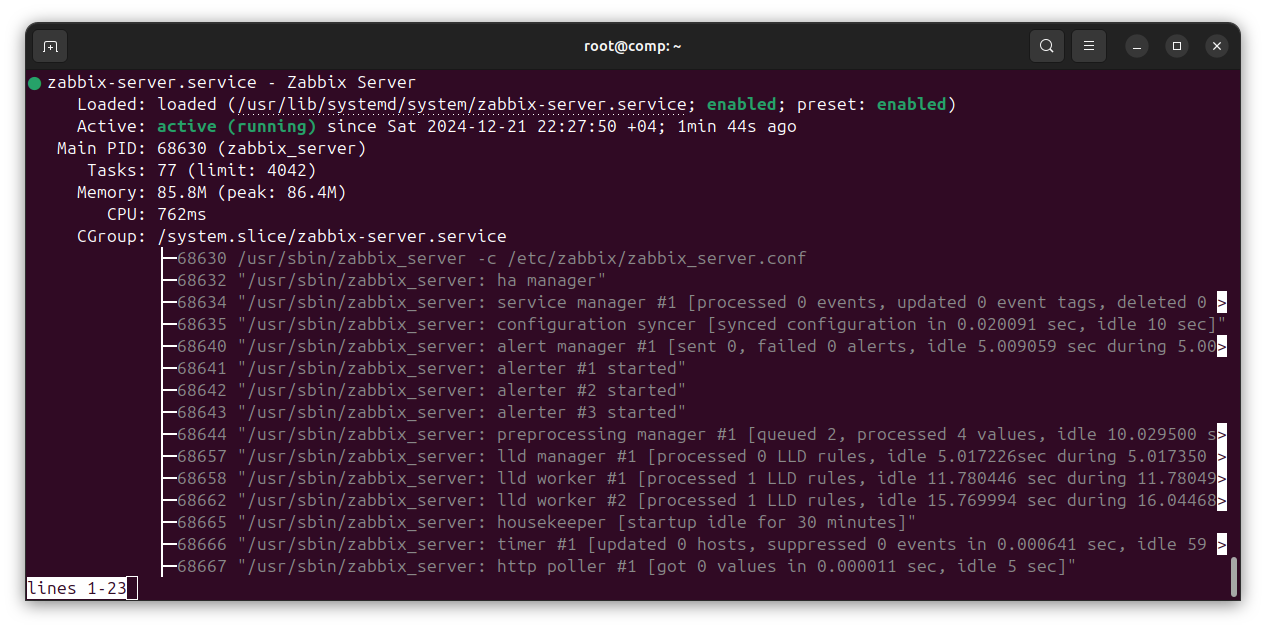 root@comp: ~
zabbix-server.service - Zabbix Server
Loaded: loaded (/usr/lib/systemd/system/zabbix-server.service; enabled; preset: enabled)
Active: active (running) since Sat 2024-12-21 22:27:50 +04; 1min 44s ago
Main PID: 68630 (zabbix_server)
Tasks: 77 (limit: 4042)
Memory: 85.8M (peak: 86.4M)
CPU: 762ms
CGroup: /system.slice/zabbix-server.service
├─68630 /usr/sbin/zabbix_server -c /etc/zabbix/zabbix_server.conf
├─68632 "/usr/sbin/zabbix_server: ha manager"
├─68634 "/usr/sbin/zabbix_server: service manager #1 [processed 0 events, updated 0 event tags, deleted 0 >
├─68635 "/usr/sbin/zabbix_server: configuration syncer [synced configuration in 0.020091 sec, idle 10 sec]"
├─68640 "/usr/sbin/zabbix_server: alert manager #1 [sent 0, failed 0 alerts, idle 5.009059 sec during 5.00>
├─68641 "/usr/sbin/zabbix_server: alerter #1 started"
├─68642 "/usr/sbin/zabbix_server: alerter #2 started"
├─68643 "/usr/sbin/zabbix_server: alerter #3 started"
├─68644 "/usr/sbin/zabbix_server: preprocessing manager #1 [queued 2, processed 4 values, idle 10.029500 s>
├─68657 "/usr/sbin/zabbix_server: lld manager #1 [processed 0 LLD rules, idle 5.017226sec during 5.017350 >
├─68658 "/usr/sbin/zabbix_server: lld worker #1 [processed 1 LLD rules, idle 11.780446 sec during 11.78049>
├─68662 "/usr/sbin/zabbix_server: lld worker #2 [processed 1 LLD rules, idle 15.769994 sec during 16.04468>
├─68665 "/usr/sbin/zabbix_server: housekeeper [startup idle for 30 minutes]"
├─68666 "/usr/sbin/zabbix_server: timer #1 [updated 0 hosts, suppressed 0 events in 0.000641 sec, idle 59 >
├─68667 "/usr/sbin/zabbix_server: http poller #1 [got 0 values in 0.000011 sec, idle 5 sec]"
lines 1-23